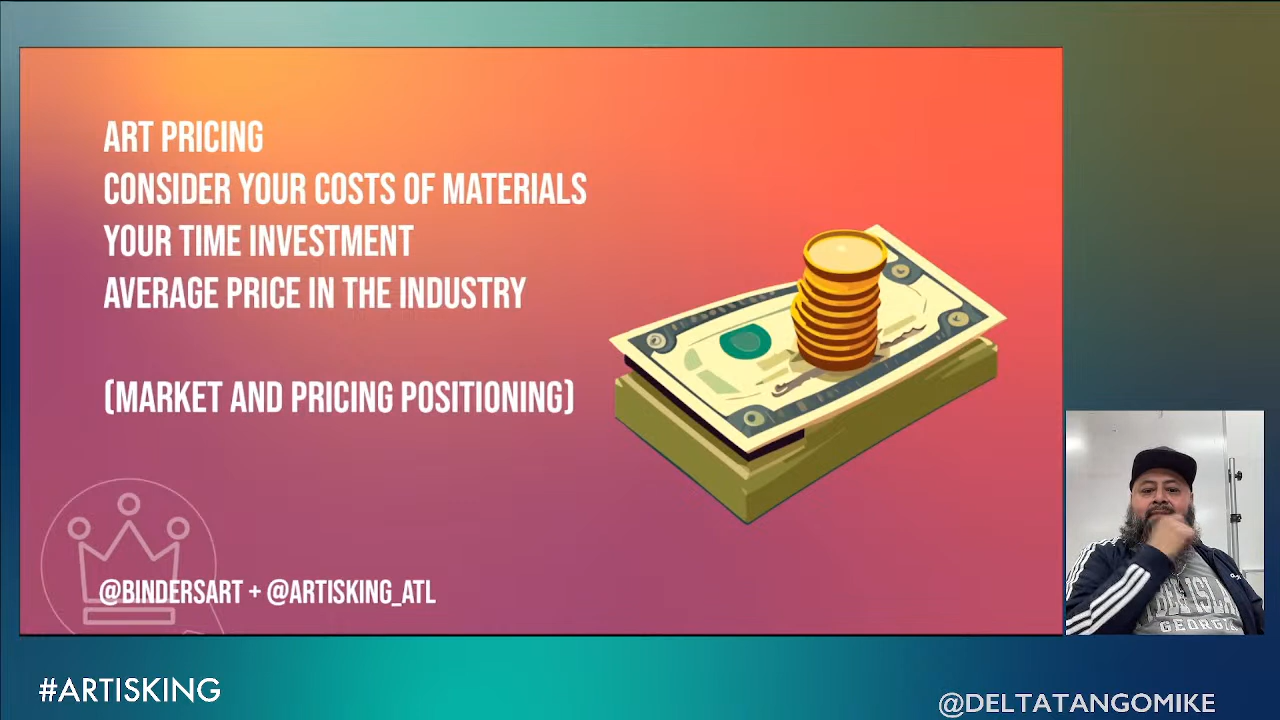 ART PRICING
CONSIDER YOUR COSTS OF MATERIALS
YOUR TIME INVESTMENT
AVERAGE PRICE IN THE INDUSTRY
(MARKET AND PRICING POSITIONING)
@BINDERSART + @ARTISKING_ATL
GEORGIA
#ARTISKING
@DELTATANGOMIKE